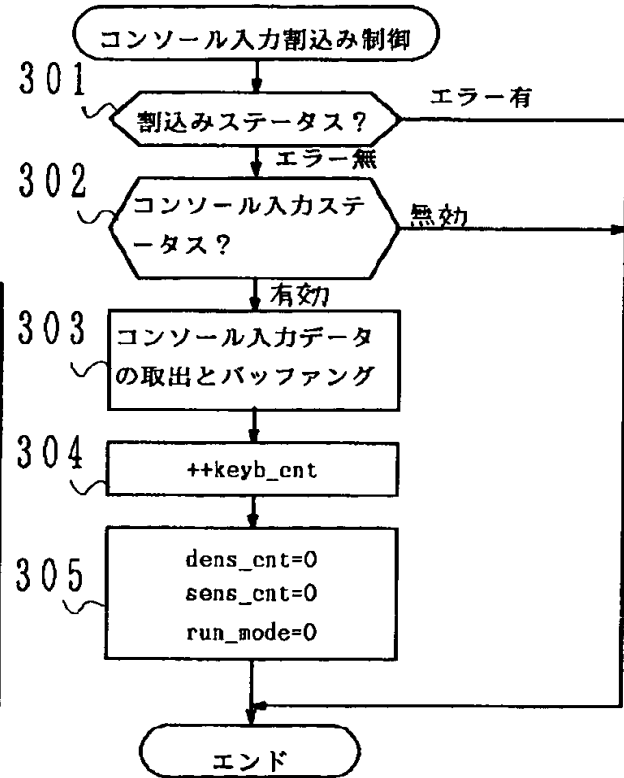 コンソール入力割込み制御
301
エラー有
割込みステータス?
エラー無
302
コンソール入力ステ
ータス?
無効
有効
303
コンソール入力データ
の取出とバッファング
304
++keyb_cnt
305
dens_cnt=0
sens_cnt=0
run_mode=0
エンド